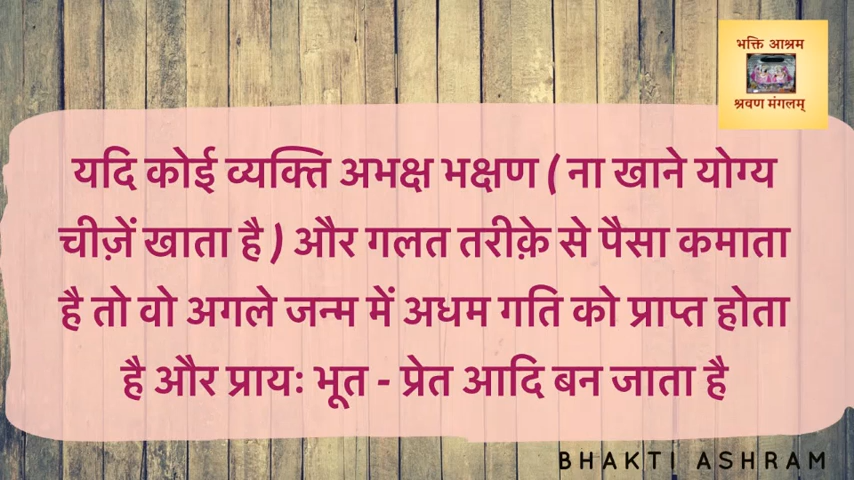 भक्ति आश्रम
श्रवण मंगलम्
यदि कोई व्यक्ति अभक्ष भक्षण ( ना खाने योग्य
चीज़ें खाता है ) और गलत तरीक़े से पैसा कमाता
है तो वो अगले जन्म में अधम गति को प्राप्त होता
है और प्रायः भूत - प्रेत आदि बन जाता है
BHAKTI ASHRAM